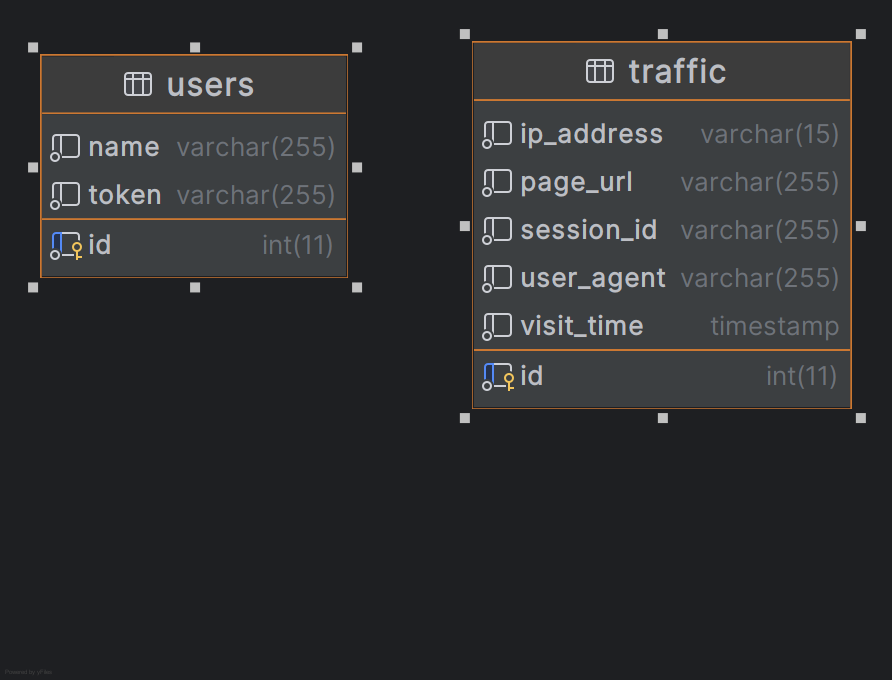 users
name varchar(255)
token varchar(255)
id int(11)
traffic
ip_address varchar(15)
page_url varchar(255)
session_id varchar(255)
user_agent varchar(255)
visit_time timestamp
id int(11)
Powered by yFiles